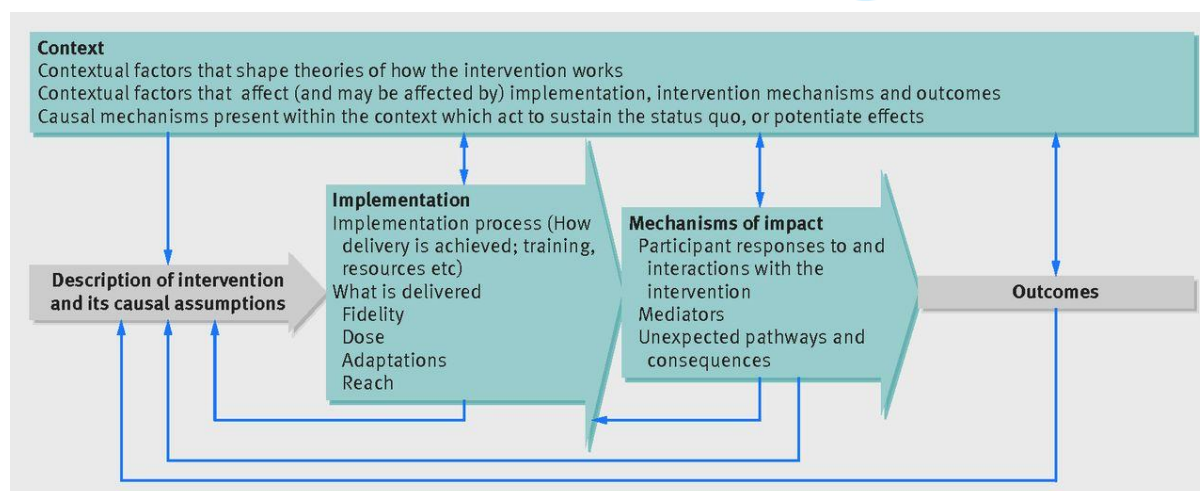 Context
Contextual factors that shape theories of how the intervention works
Contextual factors that affect (and may be affected by) implementation, intervention mechanisms and outcomes
Causal mechanisms present within the context which act to sustain the status quo, or potentiate effects
Description of intervention
and its causal assumptions
Implementation
Implementation process (How
delivery is achieved; training,
resources etc)
What is delivered
Fidelity
Dose
Adaptations
Reach
Mechanisms of impact
Participant responses to and
interactions with the
intervention
Mediators
Unexpected pathways and
consequences
Outcomes